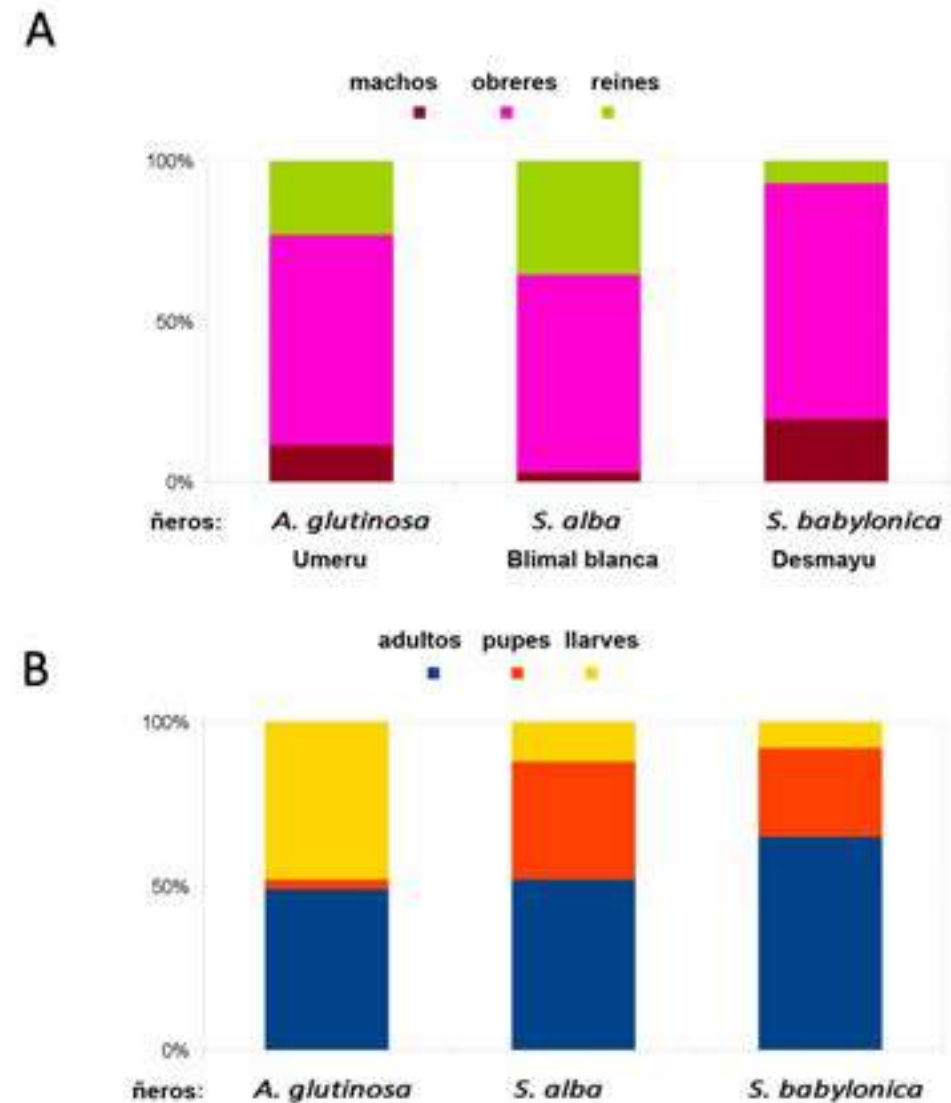 A
machos obreres reines
100%
50%
0%
ñeros: A. glutinosa S. alba S. babylonica
Umeru Blimal blanca Desmayu
B
adultos pupes llarves
100%
50%
0%
ñeros: A. glutinosa S. alba S. babylonica